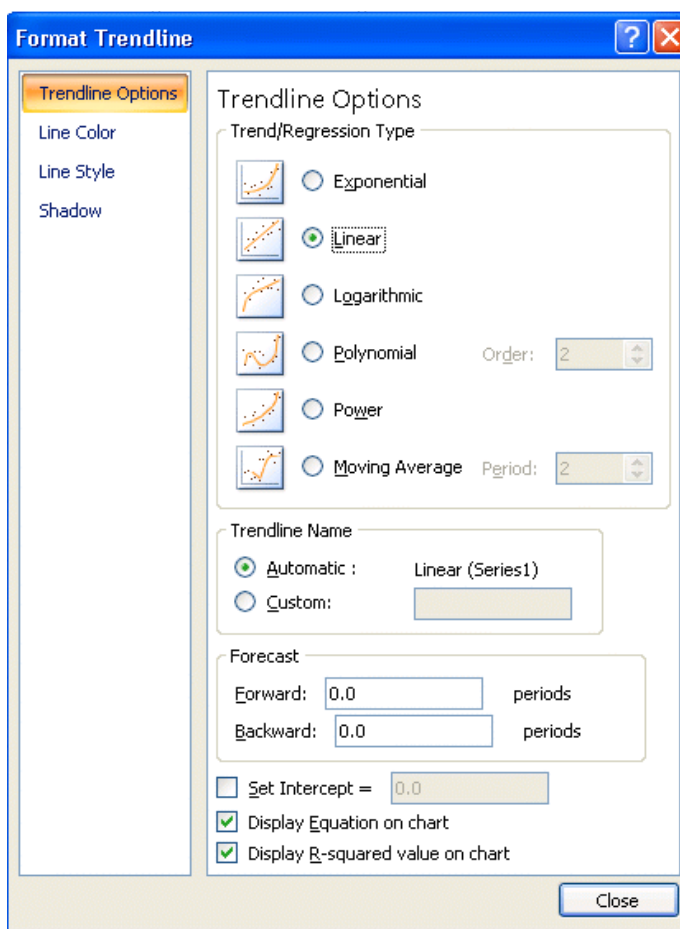 Format Trendline
Trendline Options
Line Color
Line Style
Shadow
Trendline Options
Trend/Regression Type
Exponential
Linear
Logarithmic
Polynomial Order: 2
Power
Moving Average Period: 2
Trendline Name
Automatic : Linear (Series1)
Custom:
Forecast
Forward: 0.0 periods
Backward: 0.0 periods
Set Intercept = 0.0
Display Equation on chart
Display R-squared value on chart
Close